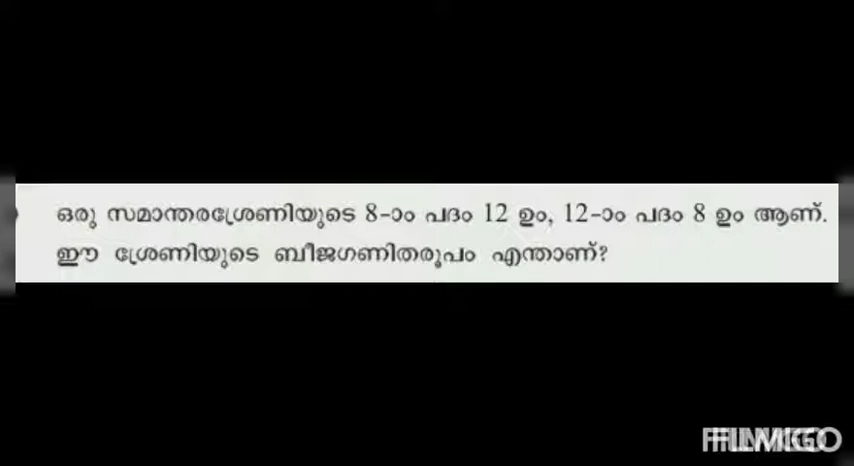 ഒരു സമാന്തരശ്രേണിയുടെ 8-ാം പദം 12 ഉം, 12-ാം പദം 8 ഉം ആണ്.
ഈ ശ്രേണിയുടെ ബീജഗണിതരൂപം എന്താണ്?